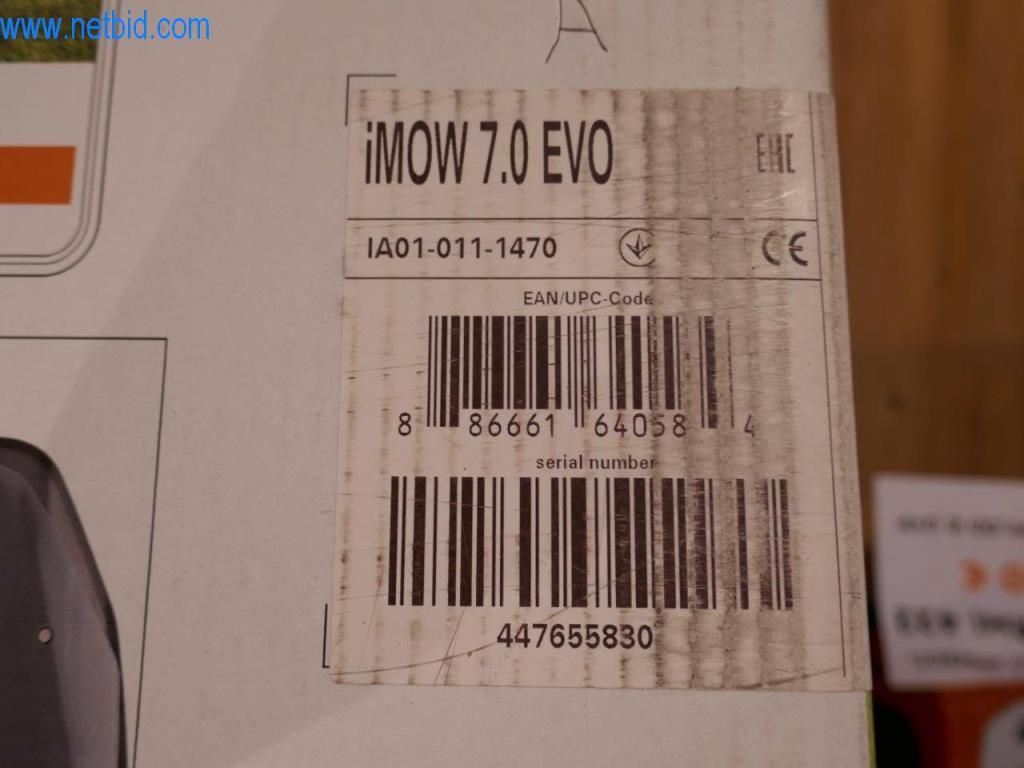 www.netbid.com
iMOW 7.0 EVO
EAC
IA01-011-1470
CE
EAN/UPC-Code
8 86661 64058 4
serial number
447655830